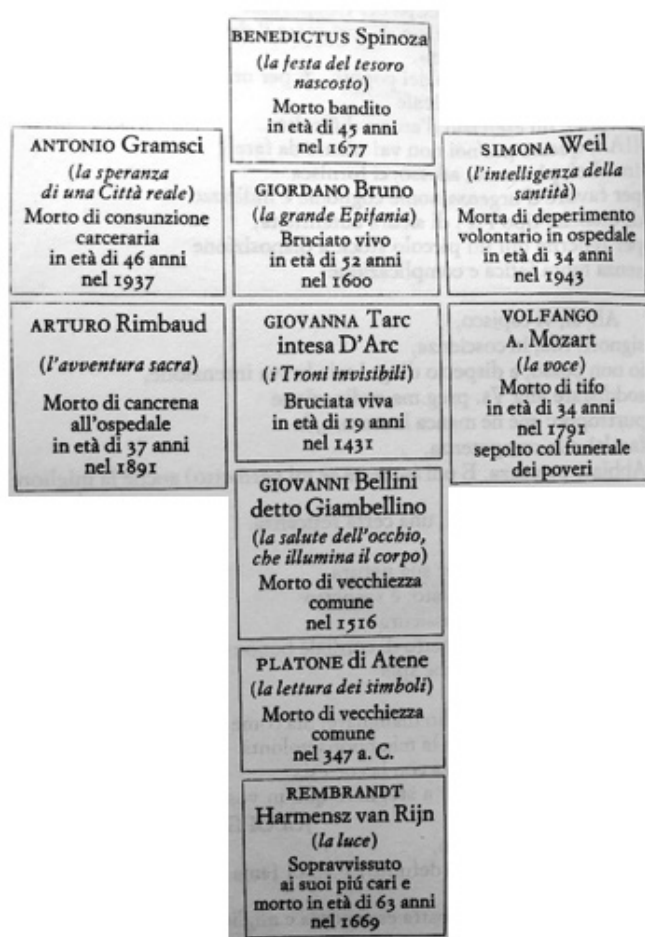 BENEDICTUS Spinoza
(la festa del tesoro
nascosto)
Morto bandito
in età di 45 anni
nel 1677
ANTONIO Gramsci
(la speranza
di una Città reale)
Morto di consunzione
carceraria
in età di 46 anni
nel 1937
GIORDANO Bruno
(la grande Epifania)
Bruciato vivo
in età di 52 anni
nel 1600
SIMONA Weil
(l'intelligenza della
santità)
Morta di deperimento
volontario in ospedale
in età di 34 anni
nel 1943
ARTURO Rimbaud
(l'avventura sacra)
Morto di cancrena
all'ospedale
in età di 37 anni
nel 1891
GIOVANNA Tarc
intesa D'Arc
(i Troni invisibili)
Bruciata viva
in età di 19 anni
nel 1431
VOLFANGO
A. Mozart
(la voce)
Morto di tifo
in età di 34 anni
nel 1791
sepolto col funerale
dei poveri
GIOVANNI Bellini
detto Giambellino
(la salute dell'occhio,
che illumina il corpo)
Morto di vecchiezza
comune
nel 1516
PLATONE di Atene
(la lettura dei simboli)
Morto di vecchiezza
comune
nel 347 a. C.
REMBRANDT
Harmensz van Rijn
(la luce)
Sopravvissuto
ai suoi piú cari e
morto in età di 63 anni
nel 1669